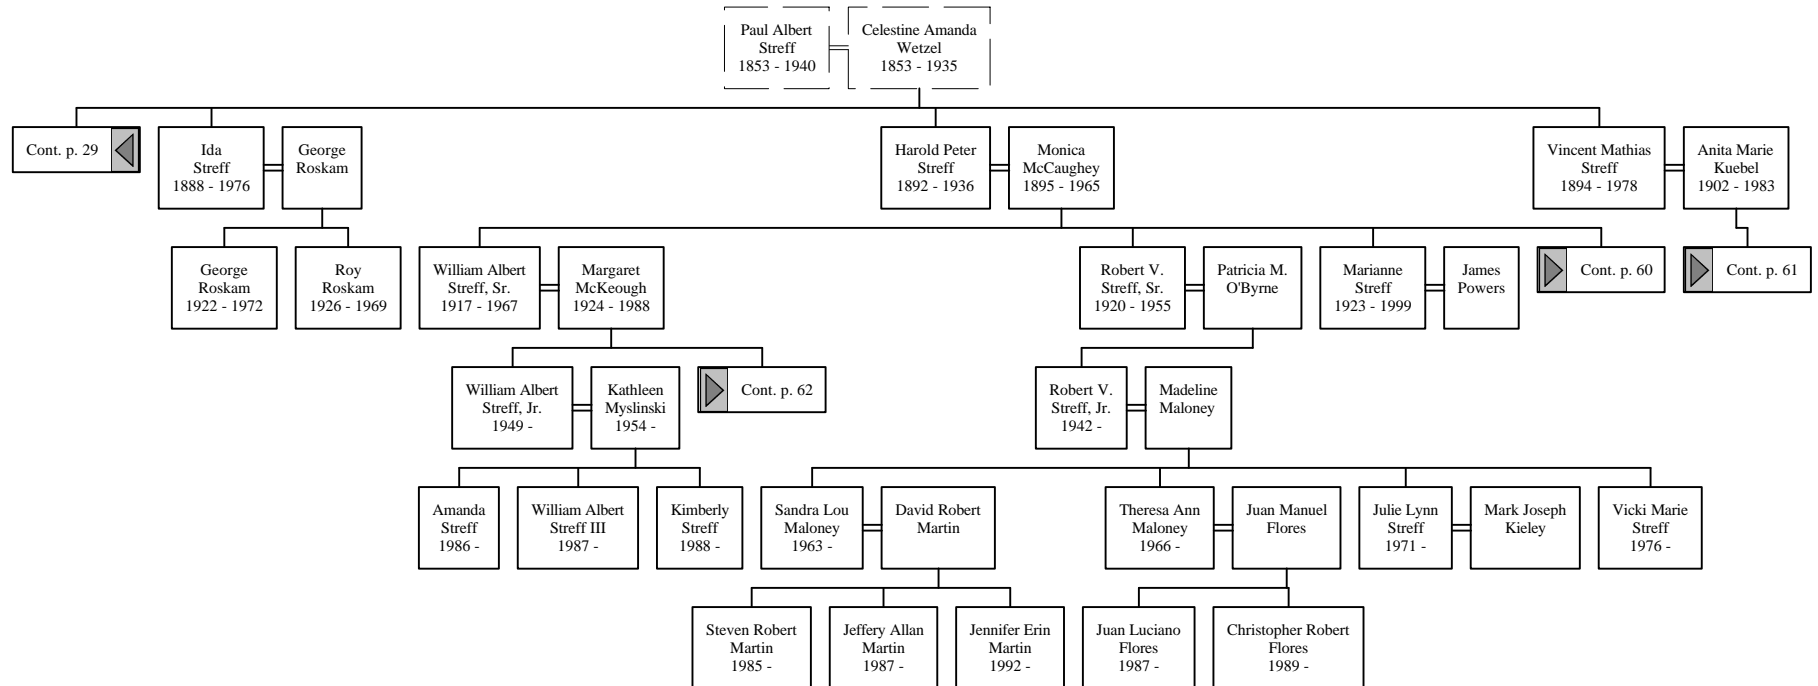 Paul Albert
Streff
1853 - 1940
Celestine Amanda
Wetzel
1853 - 1935
Cont. p. 29
Ida
Streff
1888 - 1976
George
Roskam
Harold Peter
Streff
1892 - 1936
Monica
McCaughey
1895 - 1965
Vincent Mathias
Streff
1894 - 1978
Anita Marie
Kuebel
1902 - 1983
George
Roskam
1922 - 1972
Roy
Roskam
1926 - 1969
William Albert
Streff, Sr.
1917 - 1967
Margaret
McKeough
1924 - 1988
Robert V.
Streff, Sr.
1920 - 1955
Patricia M.
O'Byrne
Marianne
Streff
1923 - 1999
James
Powers
Cont. p. 60
Cont. p. 61
William Albert
Streff, Jr.
1949 -
Kathleen
Myslinski
1954 -
Cont. p. 62
Robert V.
Streff, Jr.
1942 -
Madeline
Maloney
Amanda
Streff
1986 -
William Albert
Streff III
1987 -
Kimberly
Streff
1988 -
Sandra Lou
Maloney
1963 -
David Robert
Martin
Theresa Ann
Maloney
1966 -
Juan Manuel
Flores
Julie Lynn
Streff
1971 -
Mark Joseph
Kieley
Vicki Marie
Streff
1976 -
Steven Robert
Martin
1985 -
Jeffery Allan
Martin
1987 -
Jennifer Erin
Martin
1992 -
Juan Luciano
Flores
1987 -
Christopher Robert
Flores
1989 -